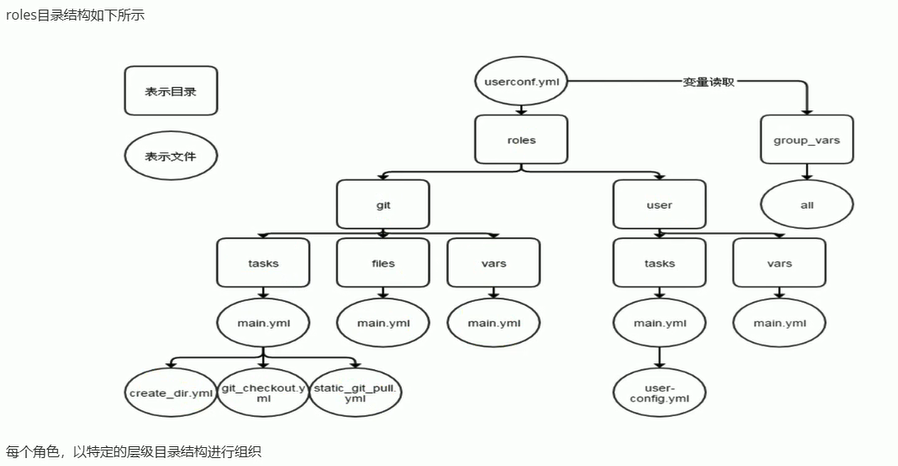 roles目录结构如下所示
表示目录
表示文件
userconf.yml
变量读取
roles
group_vars
git
user
all
tasks
files
vars
tasks
vars
main.yml
main.yml
main.yml
main.yml
main.yml
create_dir.yml
git_checkout.y
ml
static_git_pull.
yml
user-
config.yml
每个角色，以特定的层级目录结构进行组织